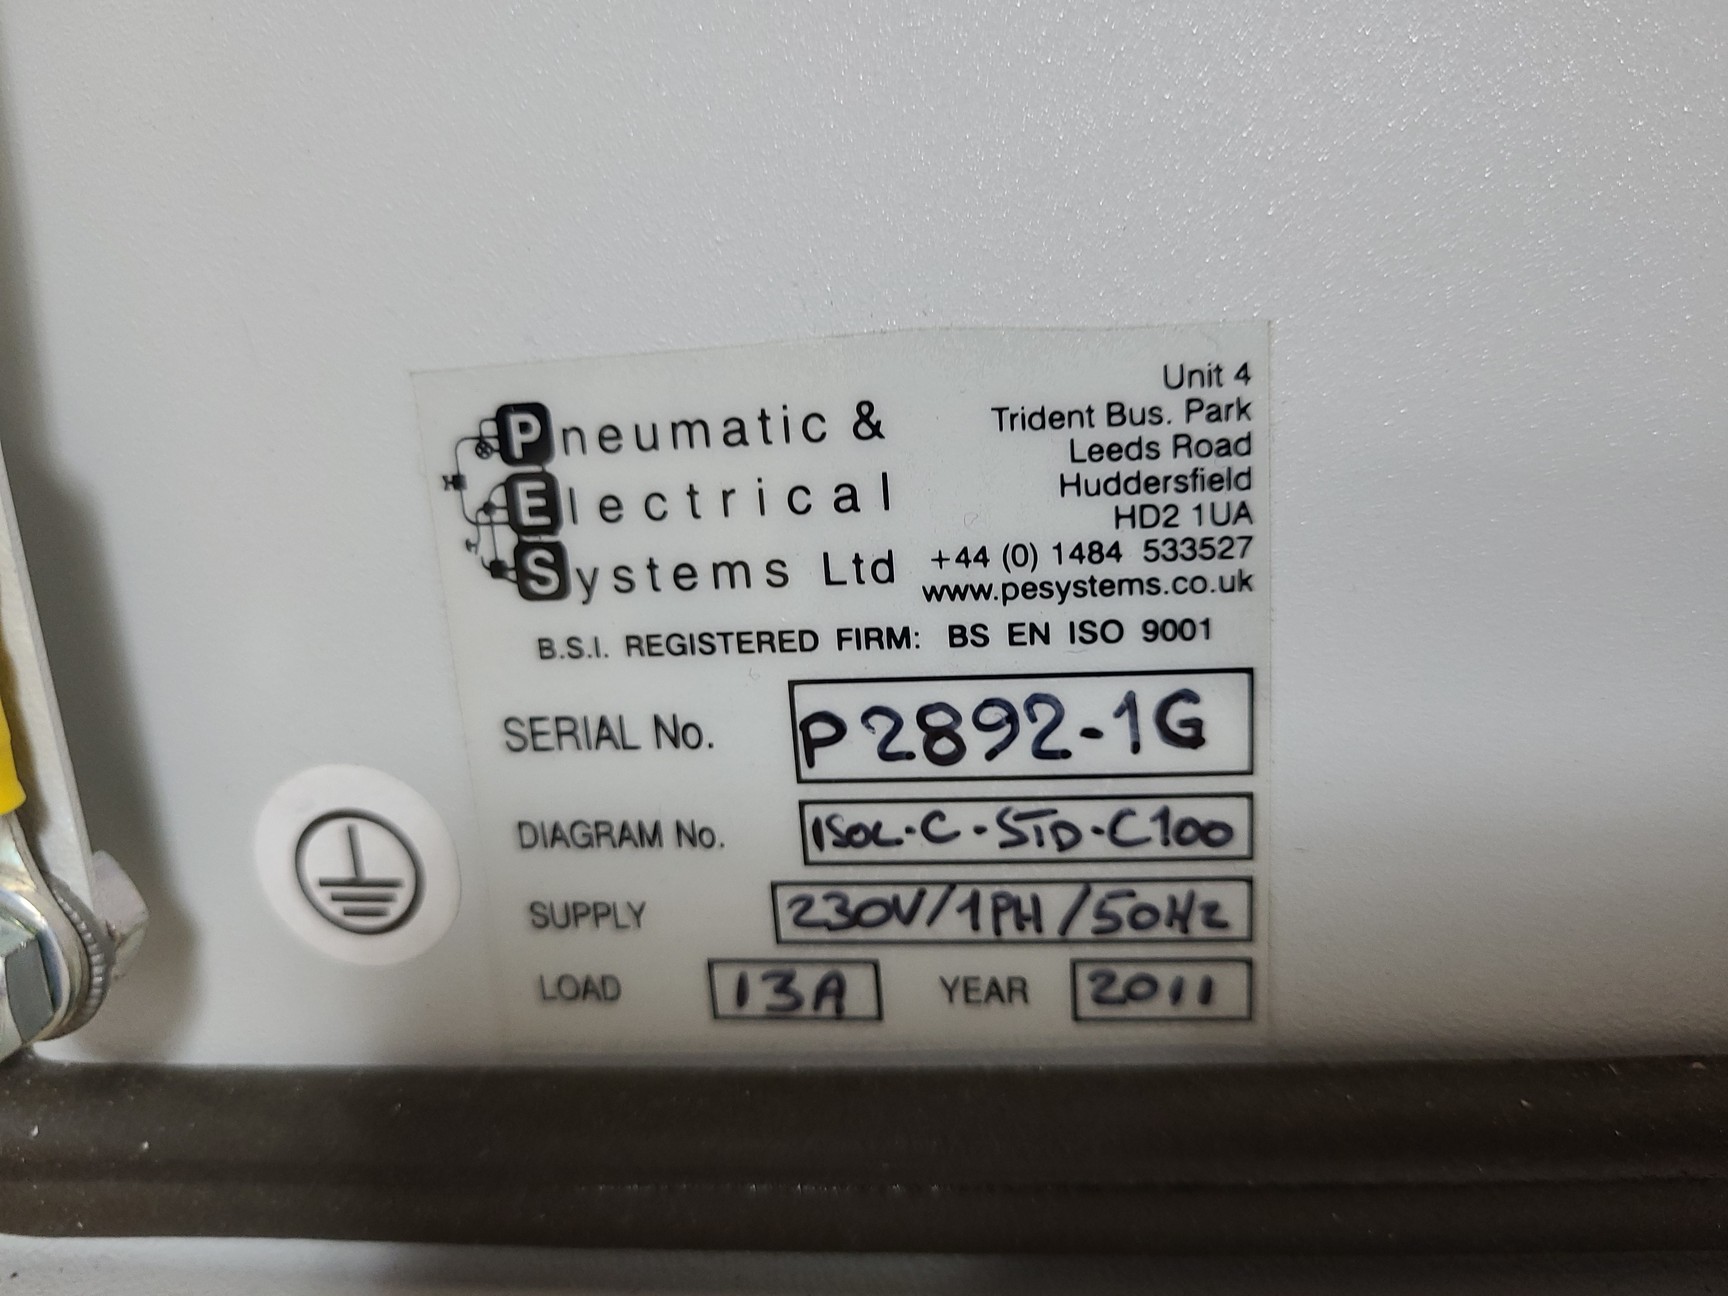 Pneumatic &
Electrical
Systems Ltd
Unit 4
Trident Bus. Park
Leeds Road
Huddersfield
HD2 1UA
+44 (0) 1484 533527
www.pesystems.co.uk
B.S.I. REGISTERED FIRM: BS EN ISO 9001
SERIAL No. P2892-1G
DIAGRAM No. ISOL-C-STD-C100
SUPPLY 230V/1PH/50Hz
LOAD 13A YEAR 2011